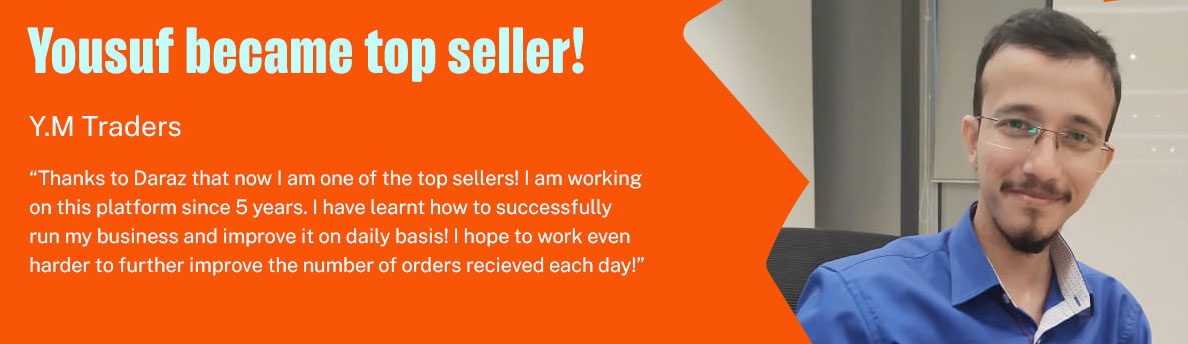 Yousuf became top seller!
Y.M Traders
“Thanks to Daraz that now I am one of the top sellers! I am working
on this platform since 5 years. I have learnt how to successfully
run my business and improve it on daily basis! I hope to work even
harder to further improve the number of orders recieved each day!”